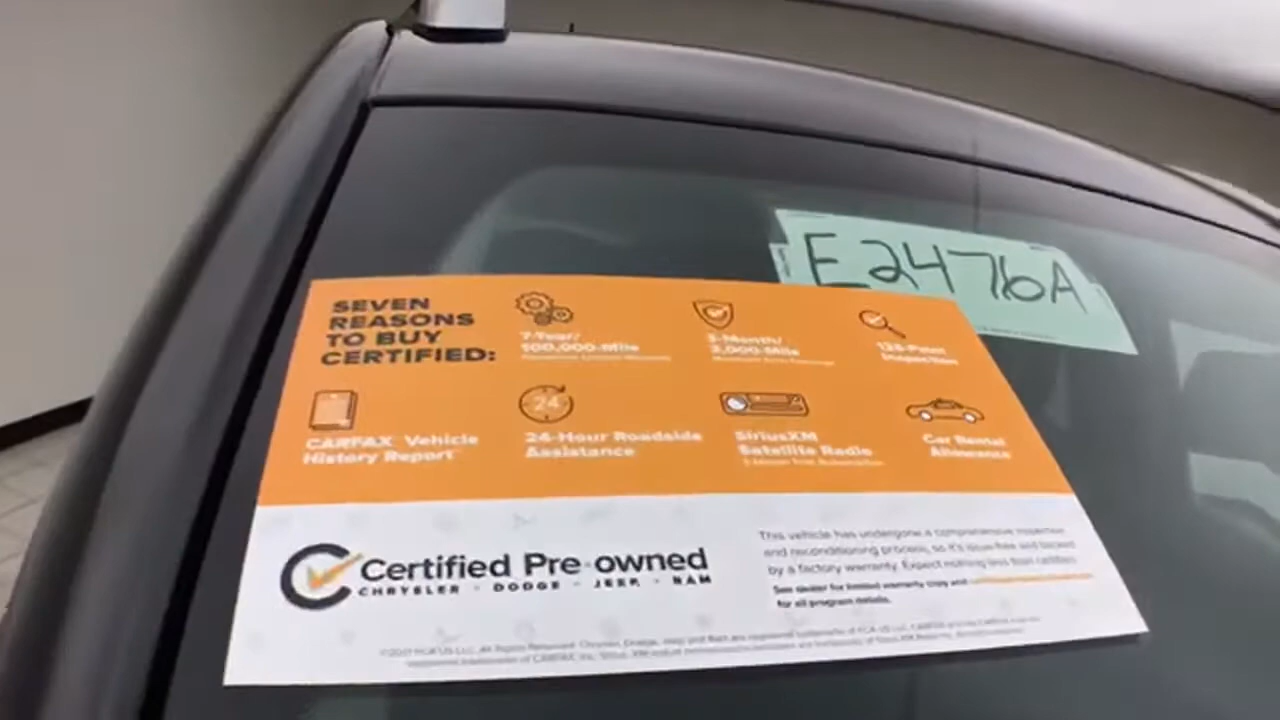 E2476A
SEVEN
REASONS
TO BUY
CERTIFIED:
7-Year/
100,000-Mile
3-Month/
3,000-Mile
125-Point
Inspection
CARFAX Vehicle
History Report
24
24-Hour Roadside
Assistance
SiriusXM
Satellite Radio
Car Rental
Allowance
Certified Pre-owned
CHRYSLER · DODGE · JEEP · RAM
This vehicle has undergone a comprehensive inspection
and reconditioning process, so it's worry-free and backed
by a factory warranty. Expect nothing less than certified.
See dealer for limited warranty copy and
for all program details.